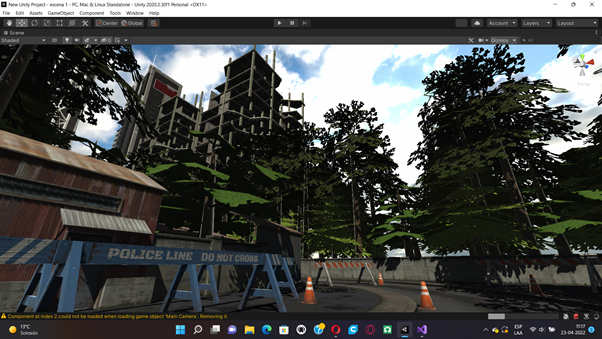 New Unity Project - escena 1 - PC, Mac & Linux Standalone - Unity 2020.3.30f1 Personal <DX11>
File Edit Assets GameObject Component Tools Window Help
Center Global Account Layers Layout
Scene
Shaded 2D Gizmos All
Persp
POLICE LINE DO NOT CROSS
Component at index 2 could not be loaded when loading game object 'Main Camera'. Removing it.
13°C
Soleado
ESP
LAA
11:17
23-04-2022